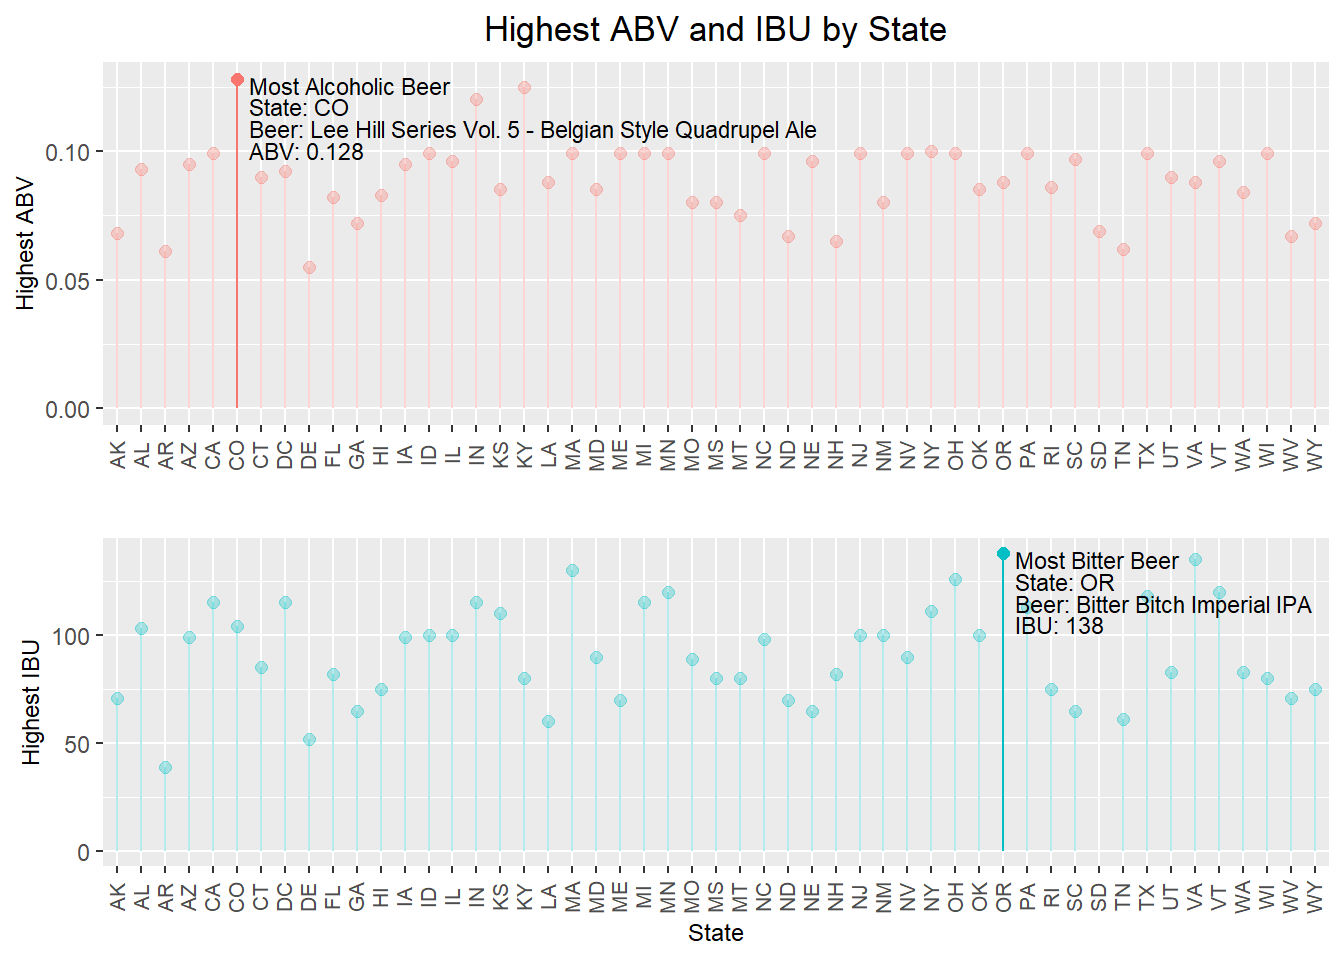 Highest ABV and IBU by State
Most Alcoholic Beer
State: CO
Beer: Lee Hill Series Vol. 5 - Belgian Style Quadrupel Ale
ABV: 0.128
Highest ABV
0.10
0.05
0.00
AK AL AR AZ CA CO CT DC DE FL GA HI IA ID IL IN KS KY LA MA MD ME MI MN MO MS MT NC ND NE NH NJ NM NV NY OH OK OR PA RI SC SD TN TX UT VA VT WA WI WV WY
Most Bitter Beer
State: OR
Beer: Bitter Bitch Imperial IPA
IBU: 138
Highest IBU
100
50
0
AK AL AR AZ CA CO CT DC DE FL GA HI IA ID IL IN KS KY LA MA MD ME MI MN MO MS MT NC ND NE NH NJ NM NV NY OH OK OR PA RI SC SD TN TX UT VA VT WA WI WV WY
State